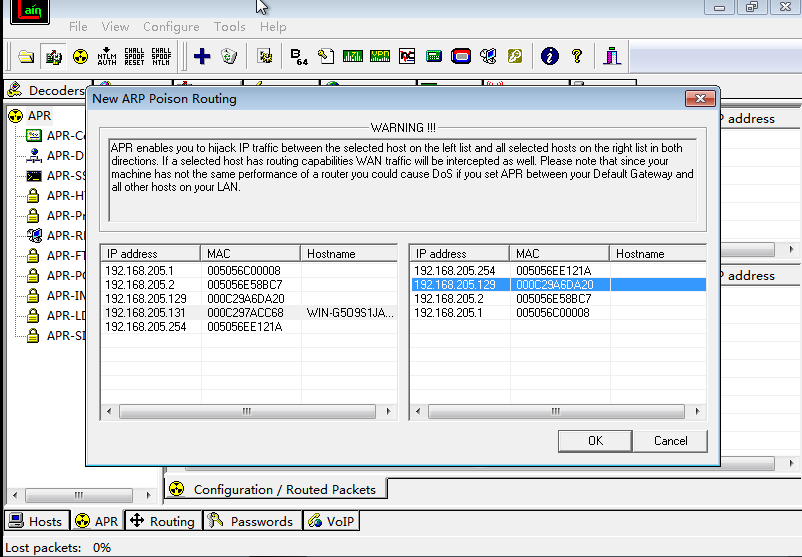 aın
File View Configure Tools Help
NTLM AUTH
CHALL SPOOF RESET
CHALL SPOOF NTLM
B 64
Decoders
New ARP Poison Routing
WARNING !!!
APR enables you to hijack IP traffic between the selected host on the left list and all selected hosts on the right list in both
directions. If a selected host has routing capabilities WAN traffic will be intercepted as well. Please note that since your
machine has not the same performance of a router you could cause DoS if you set APR between your Default Gateway and
all other hosts on your LAN.
IP address MAC Hostname
192.168.205.1 005056C00008
192.168.205.2 005056E58BC7
192.168.205.129 000C29A6DA20
192.168.205.131 000C297ACC68 WIN-G5O9S1JA...
192.168.205.254 005056EE121A
IP address MAC Hostname
192.168.205.254 005056EE121A
192.168.205.129 000C29A6DA20
192.168.205.2 005056E58BC7
192.168.205.1 005056C00008
OK Cancel
APR
APR-C
APR-D
APR-SS
APR-H
APR-Pr
APR-R
APR-FT
APR-PO
APR-IM
APR-LD
APR-SI
P address
P address
Configuration / Routed Packets
Hosts APR Routing Passwords VoIP
Lost packets: 0%